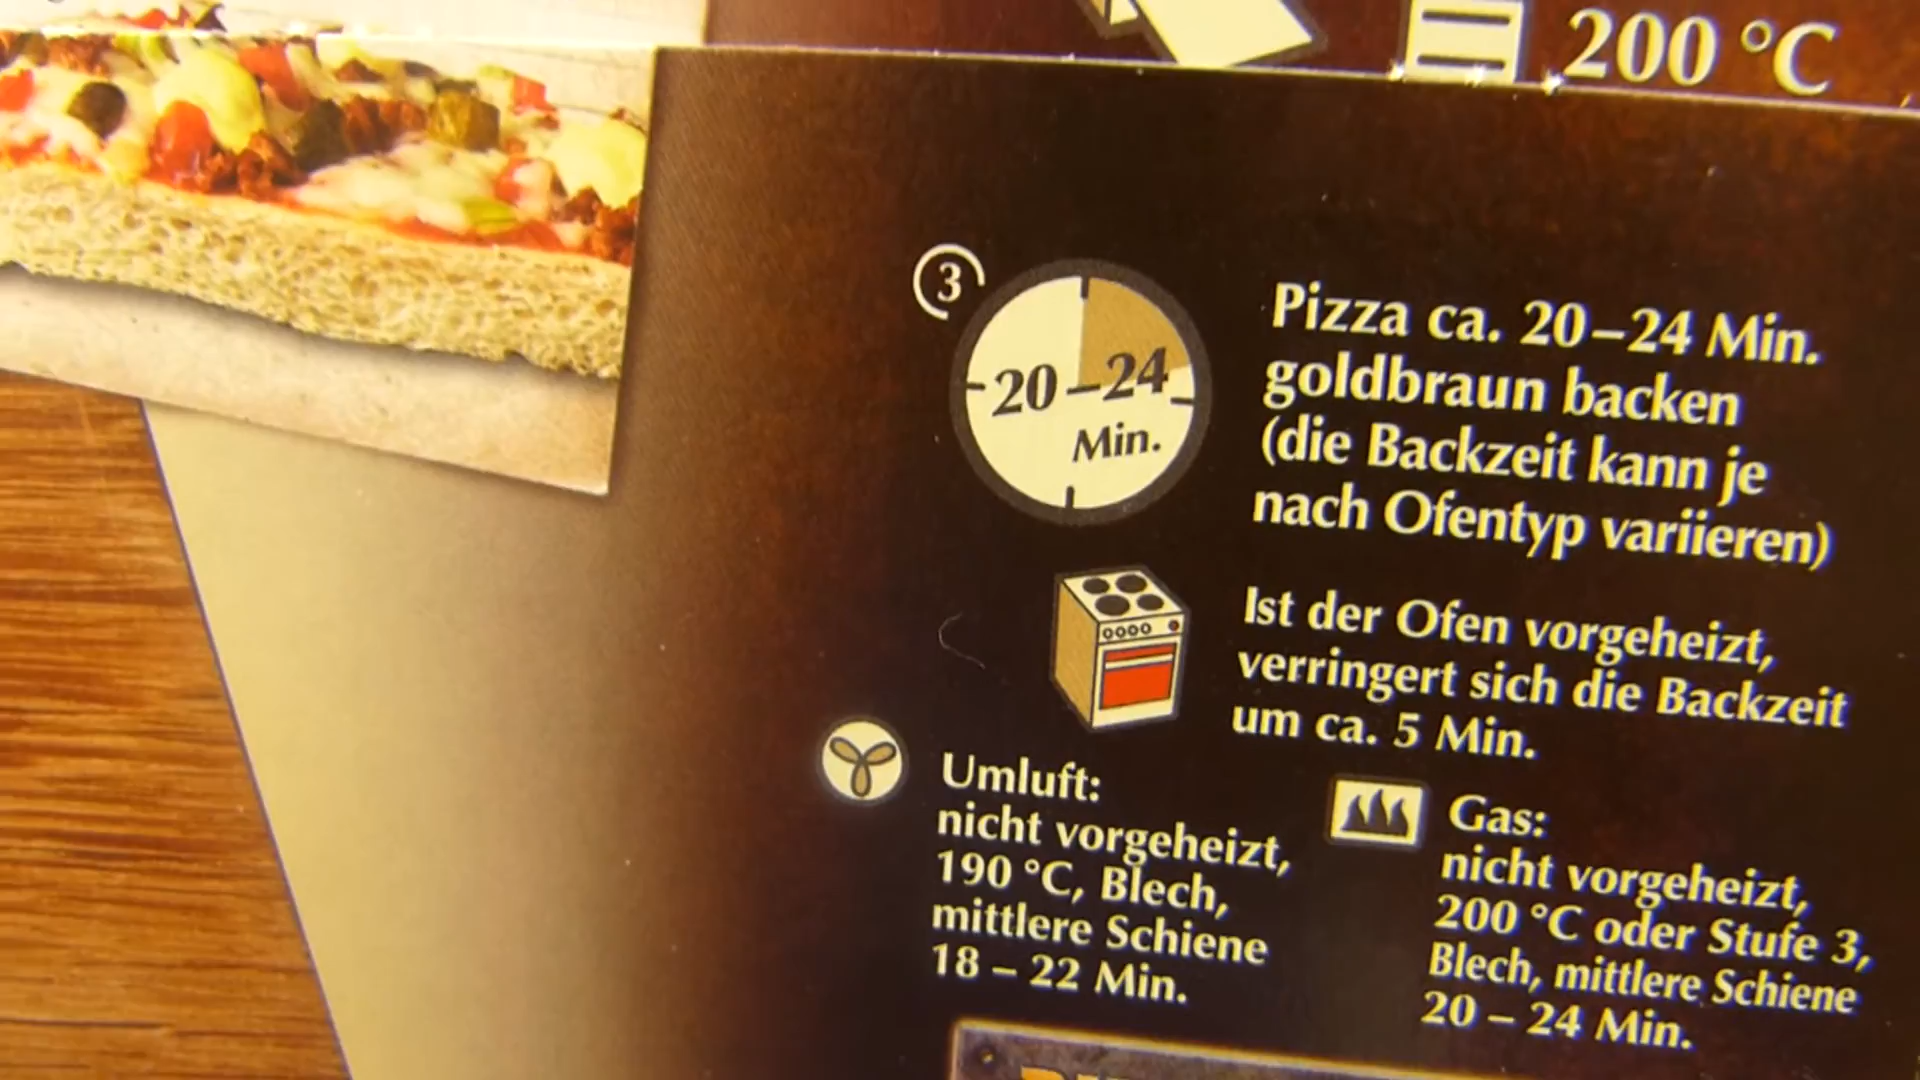 200 °C
3
20–24
Min.
Pizza ca. 20–24 Min.
goldbraun backen
(die Backzeit kann je
nach Ofentyp variieren)
Ist der Ofen vorgeheizt,
verringert sich die Backzeit
um ca. 5 Min.
Umluft:
nicht vorgeheizt,
190 °C, Blech,
mittlere Schiene
18 – 22 Min.
Gas:
nicht vorgeheizt,
200 °C oder Stufe 3,
Blech, mittlere Schiene
20 – 24 Min.